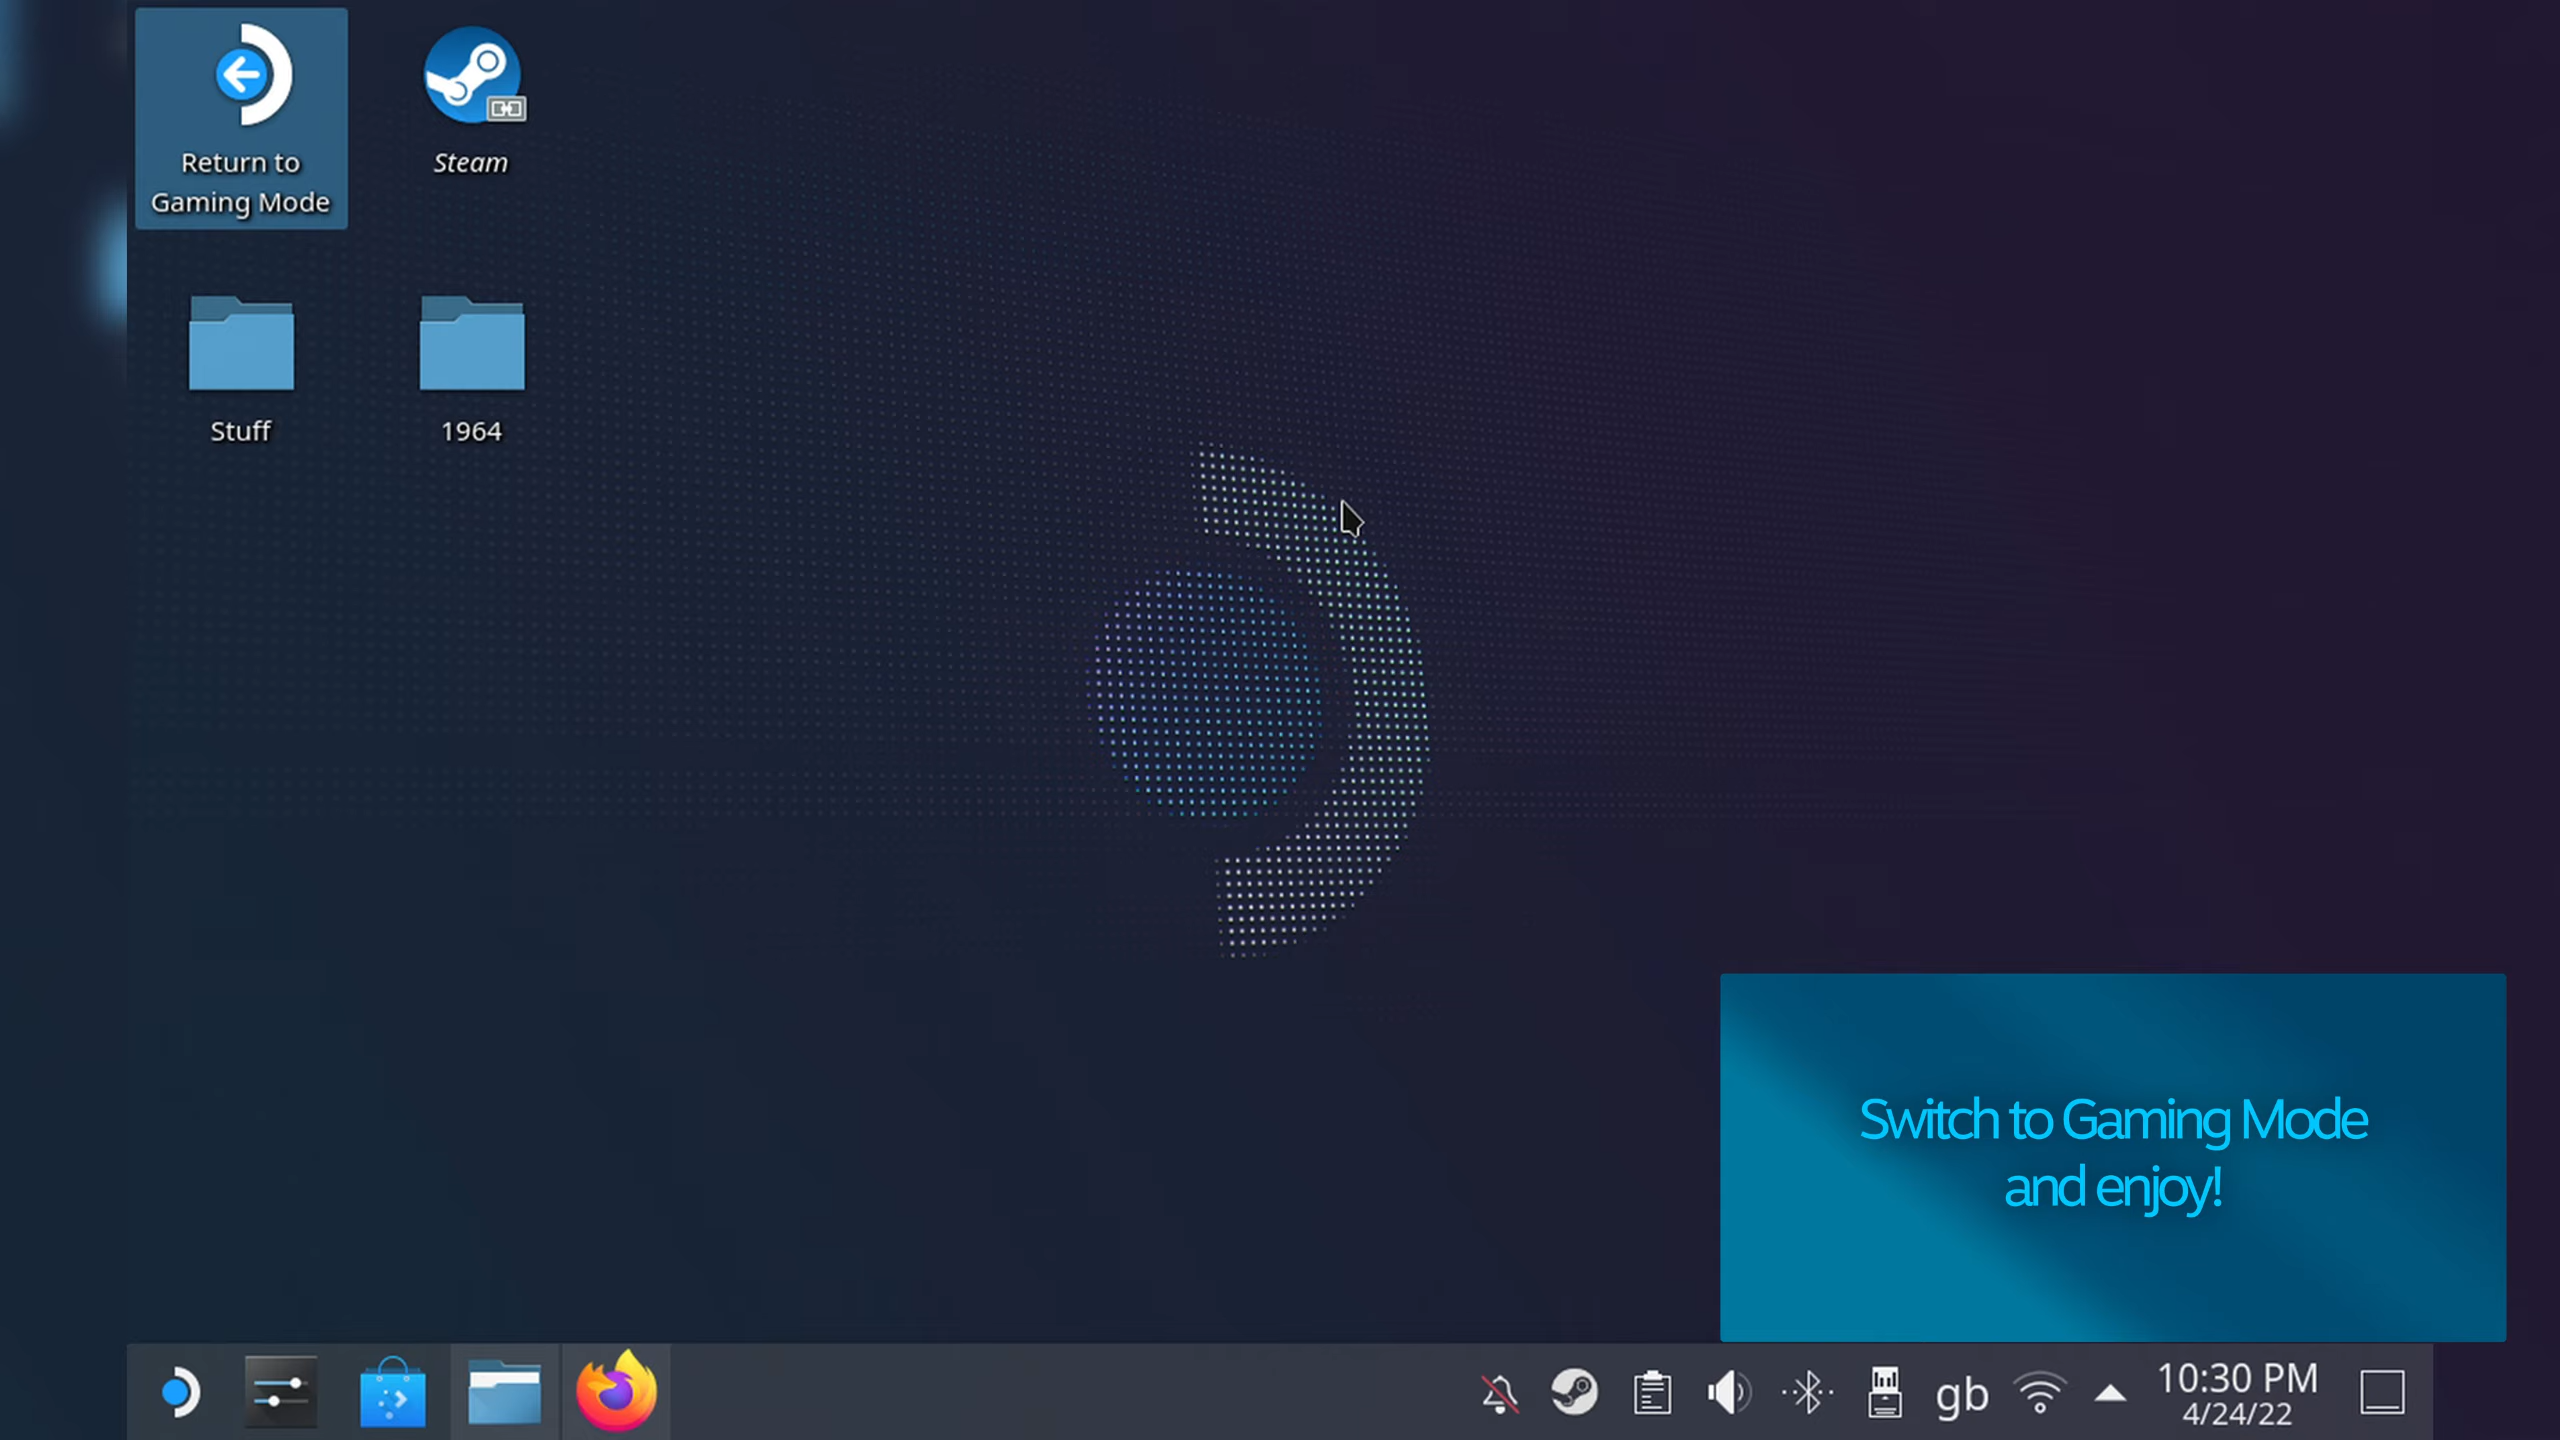 Return to
Gaming Mode
Steam
Stuff
1964
Switch to Gaming Mode
and enjoy!
gb
10:30 PM
4/24/22